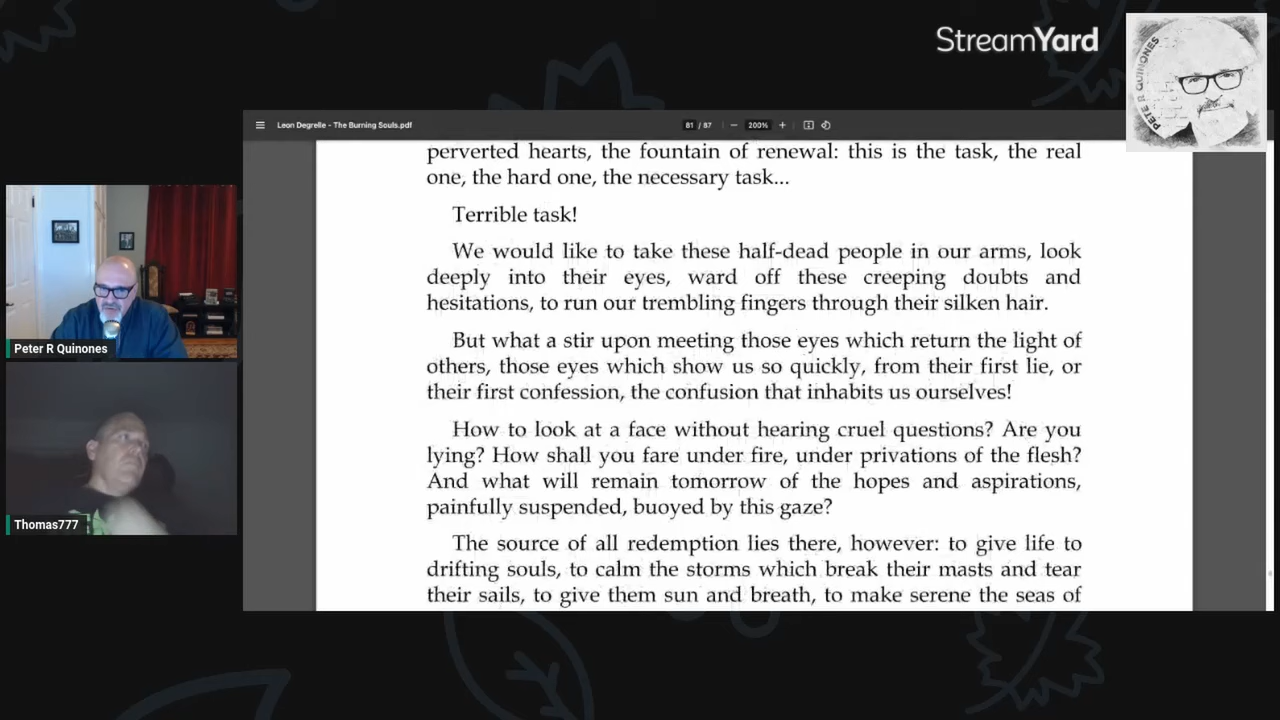 StreamYard
PETE R QUINONES
Leon Degrelle - The Burning Souls.pdf
81 / 87
200%
perverted hearts, the fountain of renewal: this is the task, the real
one, the hard one, the necessary task...
Terrible task!
We would like to take these half-dead people in our arms, look
deeply into their eyes, ward off these creeping doubts and
hesitations, to run our trembling fingers through their silken hair.
But what a stir upon meeting those eyes which return the light of
others, those eyes which show us so quickly, from their first lie, or
their first confession, the confusion that inhabits us ourselves!
How to look at a face without hearing cruel questions? Are you
lying? How shall you fare under fire, under privations of the flesh?
And what will remain tomorrow of the hopes and aspirations,
painfully suspended, buoyed by this gaze?
The source of all redemption lies there, however: to give life to
drifting souls, to calm the storms which break their masts and tear
their sails, to give them sun and breath, to make serene the seas of
Peter R Quinones
Thomas777